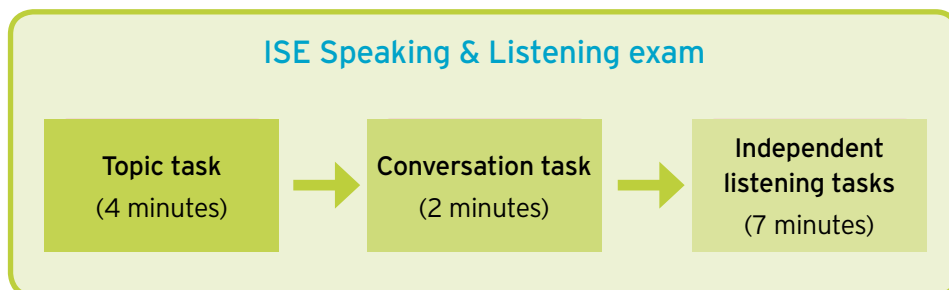 ISE Speaking & Listening exam
Topic task
(4 minutes)
Conversation task
(2 minutes)
Independent
listening tasks
(7 minutes)